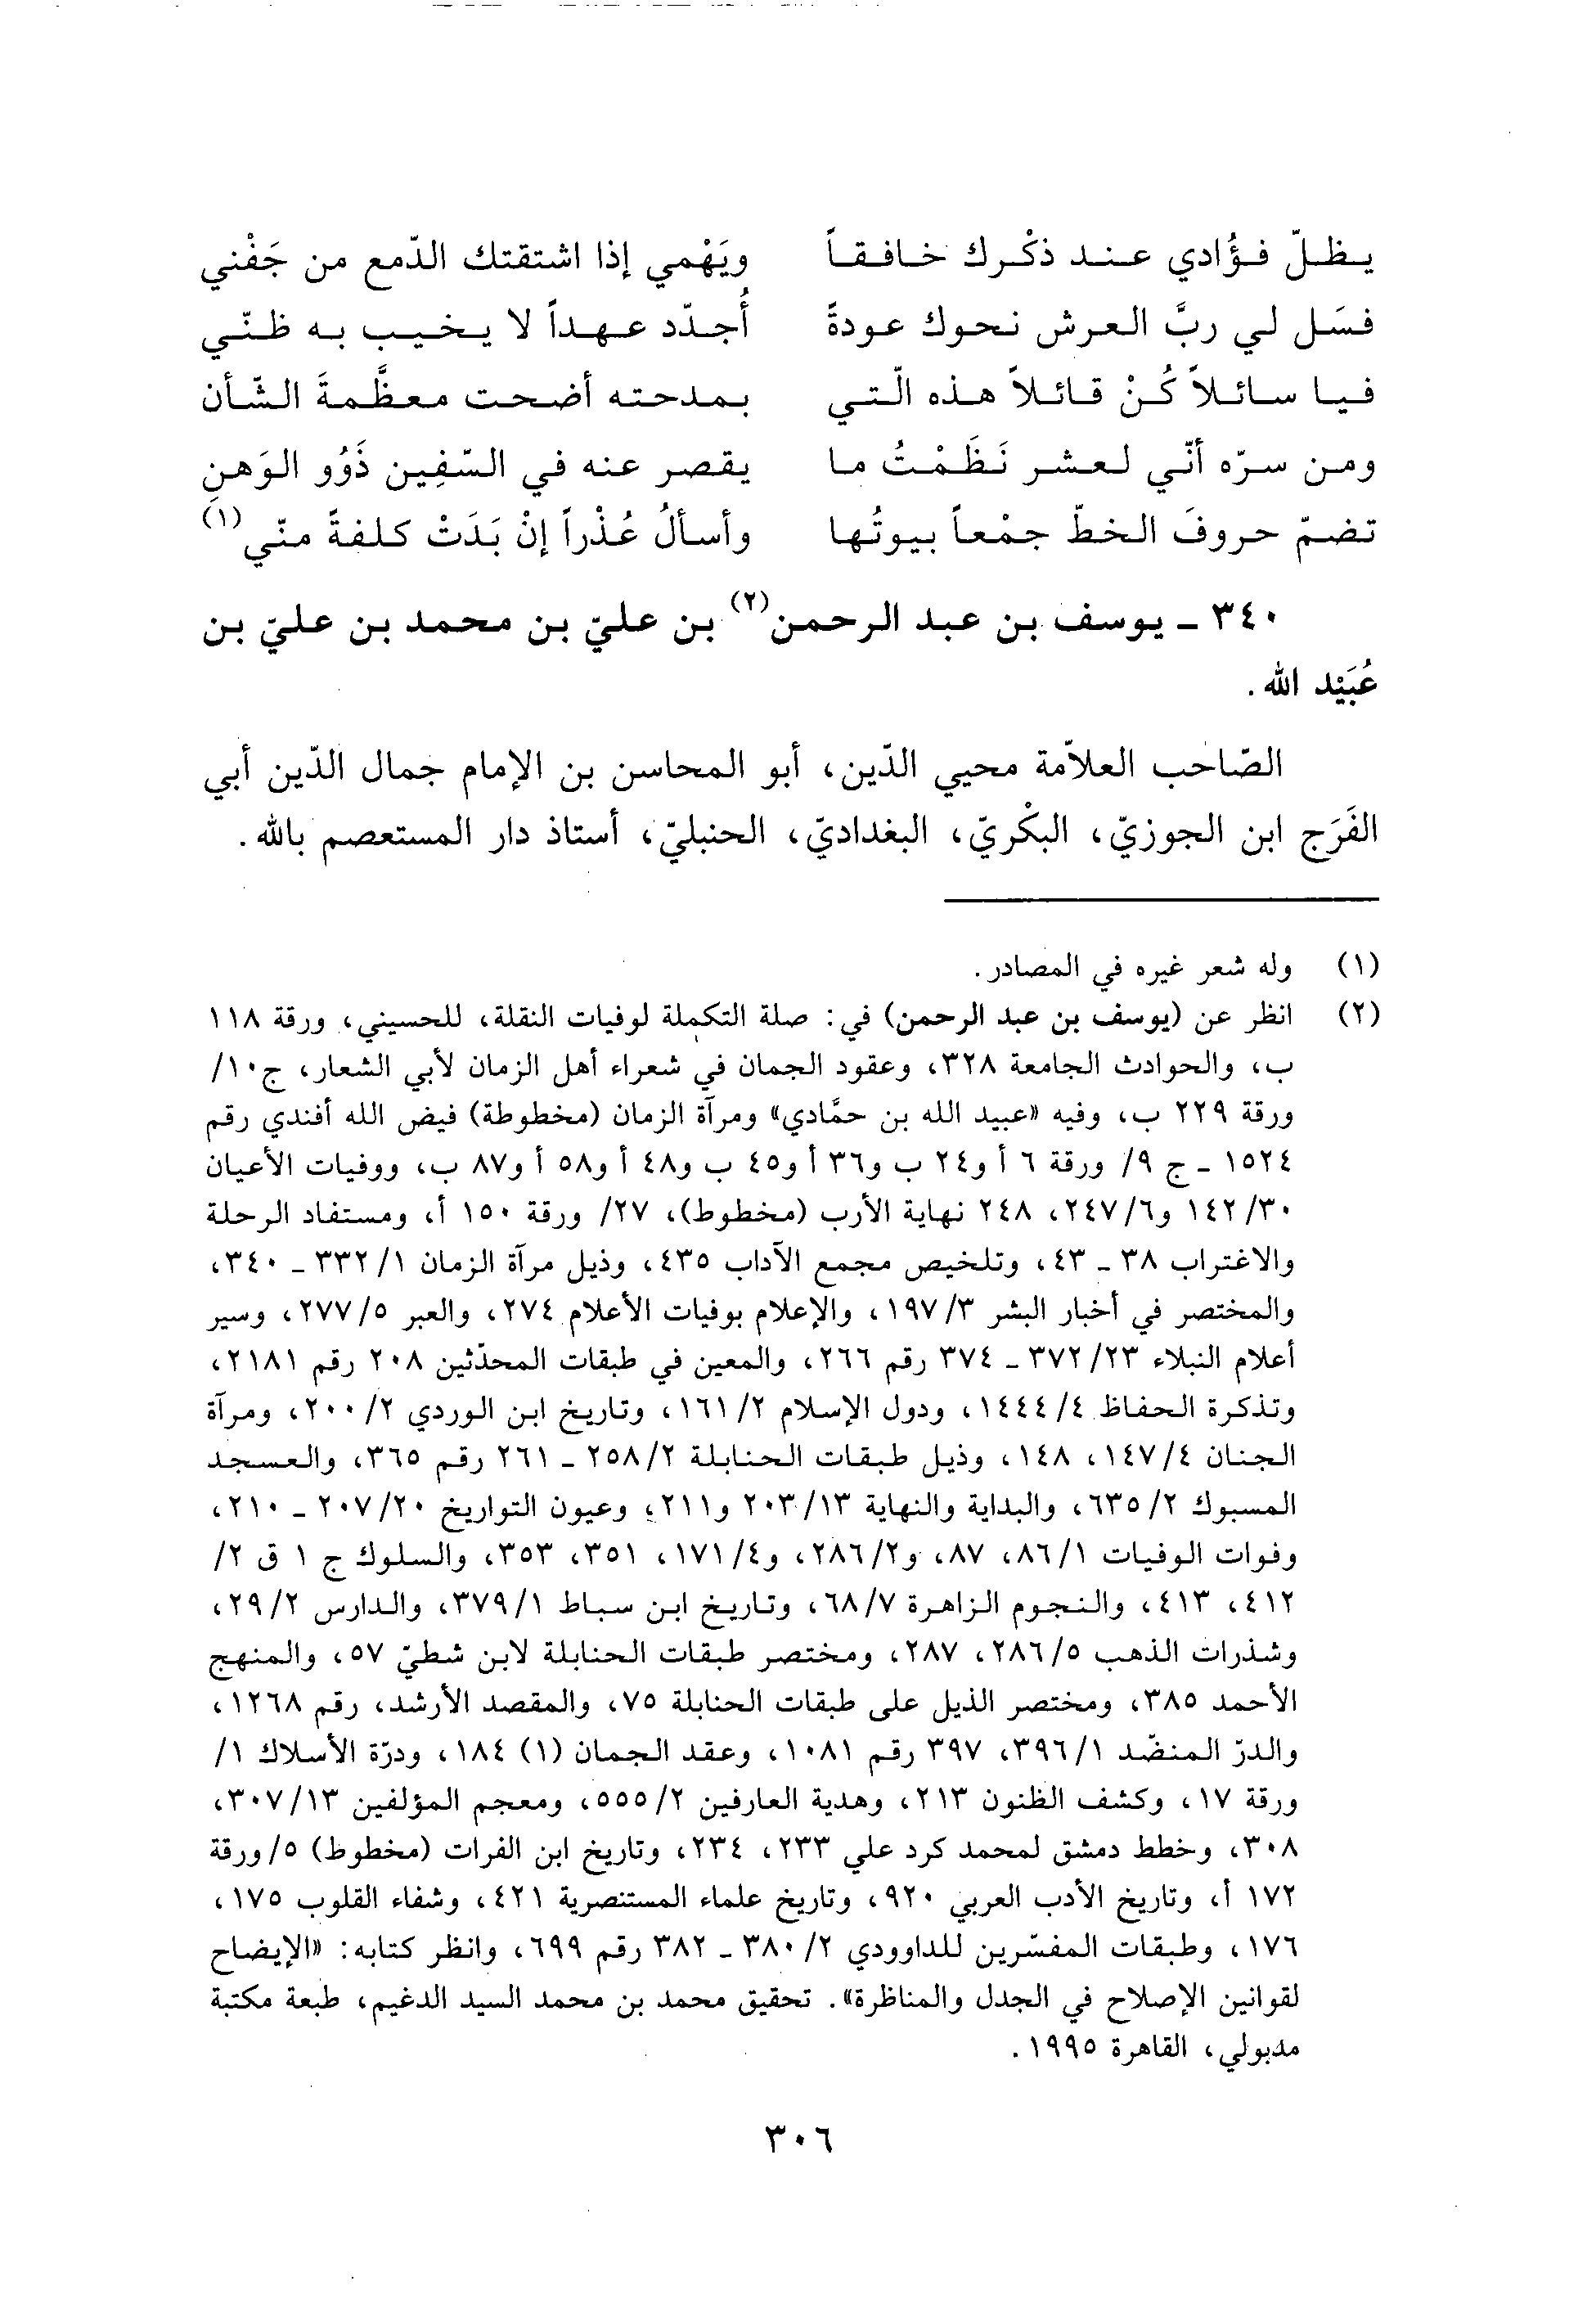 يظلّ فؤادي عند ذكْرك خافقاً ويَهْمي إذا اشتقتك الدّمع من جَفْني
فسَل لي ربَّ العرش نحوك عودةً أُجدّد عهداً لا يخيب به ظنّي
فيا سائلاً كُنْ قائلاً هذه الّتي بمدحته أضحت معظَّمةَ الشّأن
ومن سرّه أنّي لعشر نَظَمْتُ ما يقصر عنه في السّفِين ذَوُو الوَهنِ
تضمّ حروفَ الخطّ جمْعاً بيوتُها وأسألُ عُذْراً إنْ بَدَتْ كلفةً منّي(١)
٣٤٠ ـ يوسف بن عبد الرحمن(٢) بن عليّ بن محمد بن عليّ بن
عُبَيْد الله.
الصّاحب العلاّمة محيي الدّين، أبو المحاسن بن الإمام جمال الدّين أبي
الفَرَج ابن الجوزيّ، البكْريّ، البغداديّ، الحنبليّ، أستاذ دار المستعصم بالله.
(١) وله شعر غيره في المصادر.
(٢) انظر عن (يوسف بن عبد الرحمن) في: صلة التكملة لوفيات النقلة، للحسيني، ورقة ١١٨
ب، والحوادث الجامعة ٣٢٨، وعقود الجمان في شعراء أهل الزمان لأبي الشعار، ج١٠/
ورقة ٢٢٩ ب، وفيه «عبيد الله بن حمَّادي» ومرآة الزمان (مخطوطة) فيض الله أفندي رقم
١٥٢٤ ـ ج ٩/ ورقة ٦ أ و٢٤ ب و٣٦ أ و٤٥ ب و٤٨ أ و٥٨ أ و٨٧ ب، ووفيات الأعيان
١٤٢/٣٠ و٢٤٧/٦، ٢٤٨ نهاية الأرب (مخطوط)، ٢٧/ ورقة ١٥٠ أ، ومستفاد الرحلة
والاغتراب ٣٨ ـ ٤٣، وتلخيص مجمع الآداب ٤٣٥، وذيل مرآة الزمان ١/ ٣٣٢ ـ ٣٤٠،
والمختصر في أخبار البشر ١٩٧/٣، والإعلام بوفيات الأعلام ٢٧٤، والعبر ٢٧٧/٥، وسير
أعلام النبلاء ٣٧٢/٢٣ ـ ٣٧٤ رقم ٢٦٦، والمعين في طبقات المحدّثين ٢٠٨ رقم ٢١٨١،
وتذكرة الحفاظ ١٤٤٤/٤، ودول الإسلام ١٦١/٢، وتاريخ ابن الوردي ٢٠٠/٢، ومرآة
الجنان ١٤٧/٤، ١٤٨، وذيل طبقات الحنابلة ٢٥٨/٢ ـ ٢٦١ رقم ٣٦٥، والعسجد
المسبوك ٦٣٥/٢، والبداية والنهاية ٢٠٣/١٣ و٢١١، وعيون التواريخ ٢٠٧/٢٠ ـ ٢١٠،
وفوات الوفيات ٨٦/١، ٨٧، و٢٨٦/٢، و١٧١/٤، ٣٥١، ٣٥٣، والسلوك ج ١ ق ٢/
٤١٢، ٤١٣، والنجوم الزاهرة ٦٨/٧، وتاريخ ابن سباط ٣٧٩/١، والدارس ٢٩/٢،
وشذرات الذهب ٢٨٦/٥، ٢٨٧، ومختصر طبقات الحنابلة لابن شطيّ ٥٧، والمنهج
الأحمد ٣٨٥، ومختصر الذيل على طبقات الحنابلة ٧٥، والمقصد الأرشد، رقم ١٢٦٨،
والدرّ المنضّد ٣٩٦/١، ٣٩٧ رقم ١٠٨١، وعقد الجمان (١) ١٨٤، ودرّة الأسلاك ١/
ورقة ١٧، وكشف الظنون ٢١٣، وهدية العارفين ٥٥٥/٢، ومعجم المؤلفين ٣٠٧/١٣،
٣٠٨، وخطط دمشق لمحمد كرد علي ٢٣٣، ٢٣٤، وتاريخ ابن الفرات (مخطوط) ٥/ورقة
١٧٢ أ، وتاريخ الأدب العربي ٩٢٠، وتاريخ علماء المستنصرية ٤٢١، وشفاء القلوب ١٧٥،
١٧٦، وطبقات المفسّرين للداوودي ٣٨٠/٢ ـ ٣٨٢ رقم ٦٩٩، وانظر كتابه: «الإيضاح
لقوانين الإصلاح في الجدل والمناظرة». تحقيق محمد بن محمد السيد الدغيم، طبعة مكتبة
مدبولي، القاهرة ١٩٩٥.
٣٠٦